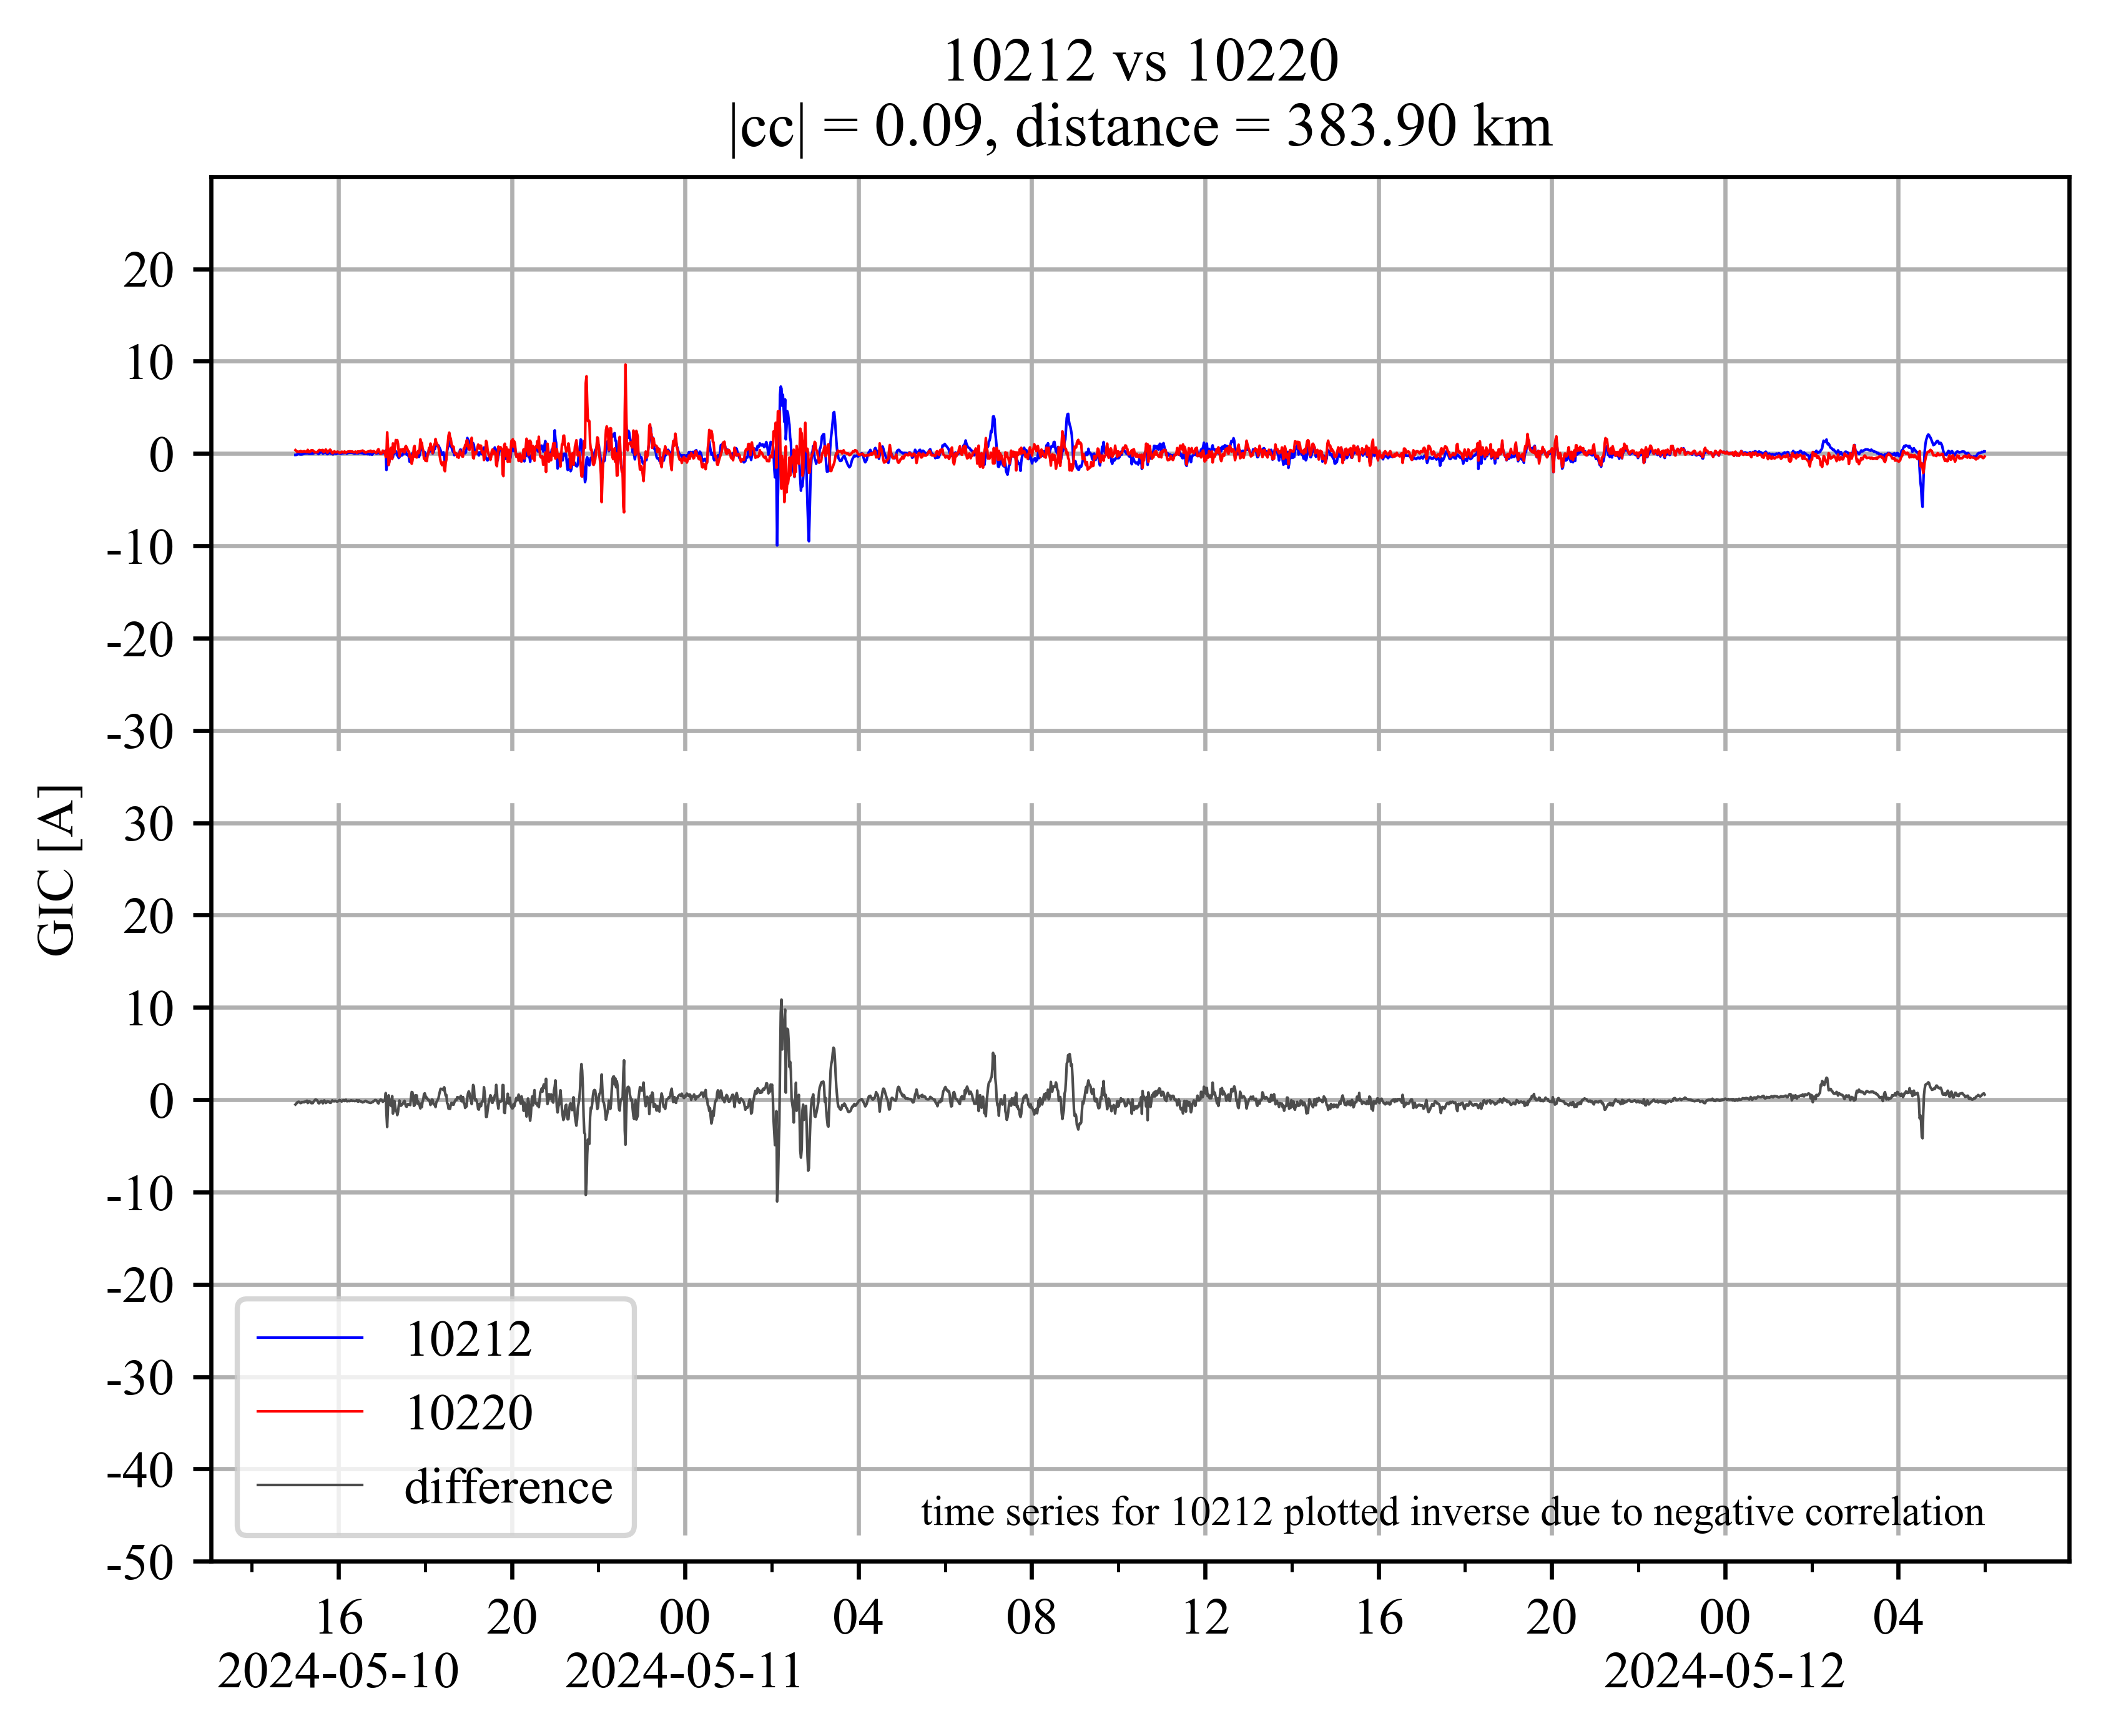 10212 vs 10220
|cc| = 0.09, distance = 383.90 km
20
10
0
-10
-20
-30
30
20
10
0
-10
-20
-30
-40
-50
GIC [A]
10212
10220
difference
time series for 10212 plotted inverse due to negative correlation
16 20 00 04 08 12 16 20 00 04
2024-05-10 2024-05-11 2024-05-12